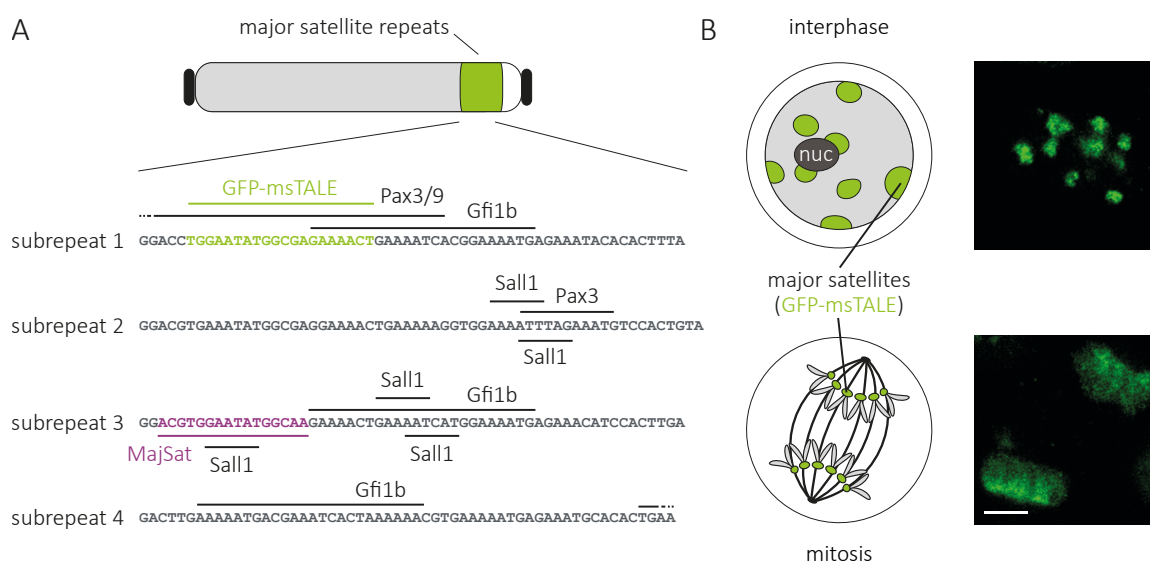 A
major satellite repeats
GFP-msTALE
Pax3/9
Gfi1b
subrepeat 1
GGACCTGGAATATGGCGAGAAAACTGAAAATCACGGAAAATGAGAAATACACACTTTA
Sall1
Pax3
subrepeat 2
GGACGTGAAATATGGCGAGGAAAACTGAAAAAGGTGGAAAATTTAGAAATGTCCACTGTA
Sall1
Sall1
Gfi1b
subrepeat 3
GGACGTGGAATATGGCAAGAAAACTGAAAATCATGGAAAATGAGAAACATCCACTTGA
MajSat
Sall1
Sall1
Gfi1b
subrepeat 4
GACTTGAAAAATGACGAAATCACTAAAAAACGTGAAAAATGAGAAATGCACACTGAA
B
interphase
nuc
major satellites
(GFP-msTALE)
mitosis